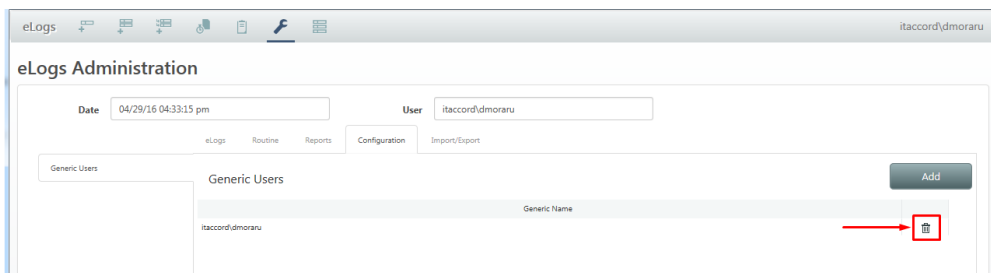 eLogs
itaccord\dmoraru
eLogs Administration
Date 04/29/16 04:33:15 pm User itaccord\dmoraru
eLogs Routine Reports Configuration Import/Export
Generic Users
Generic Users Add
Generic Name
itaccord\dmoraru